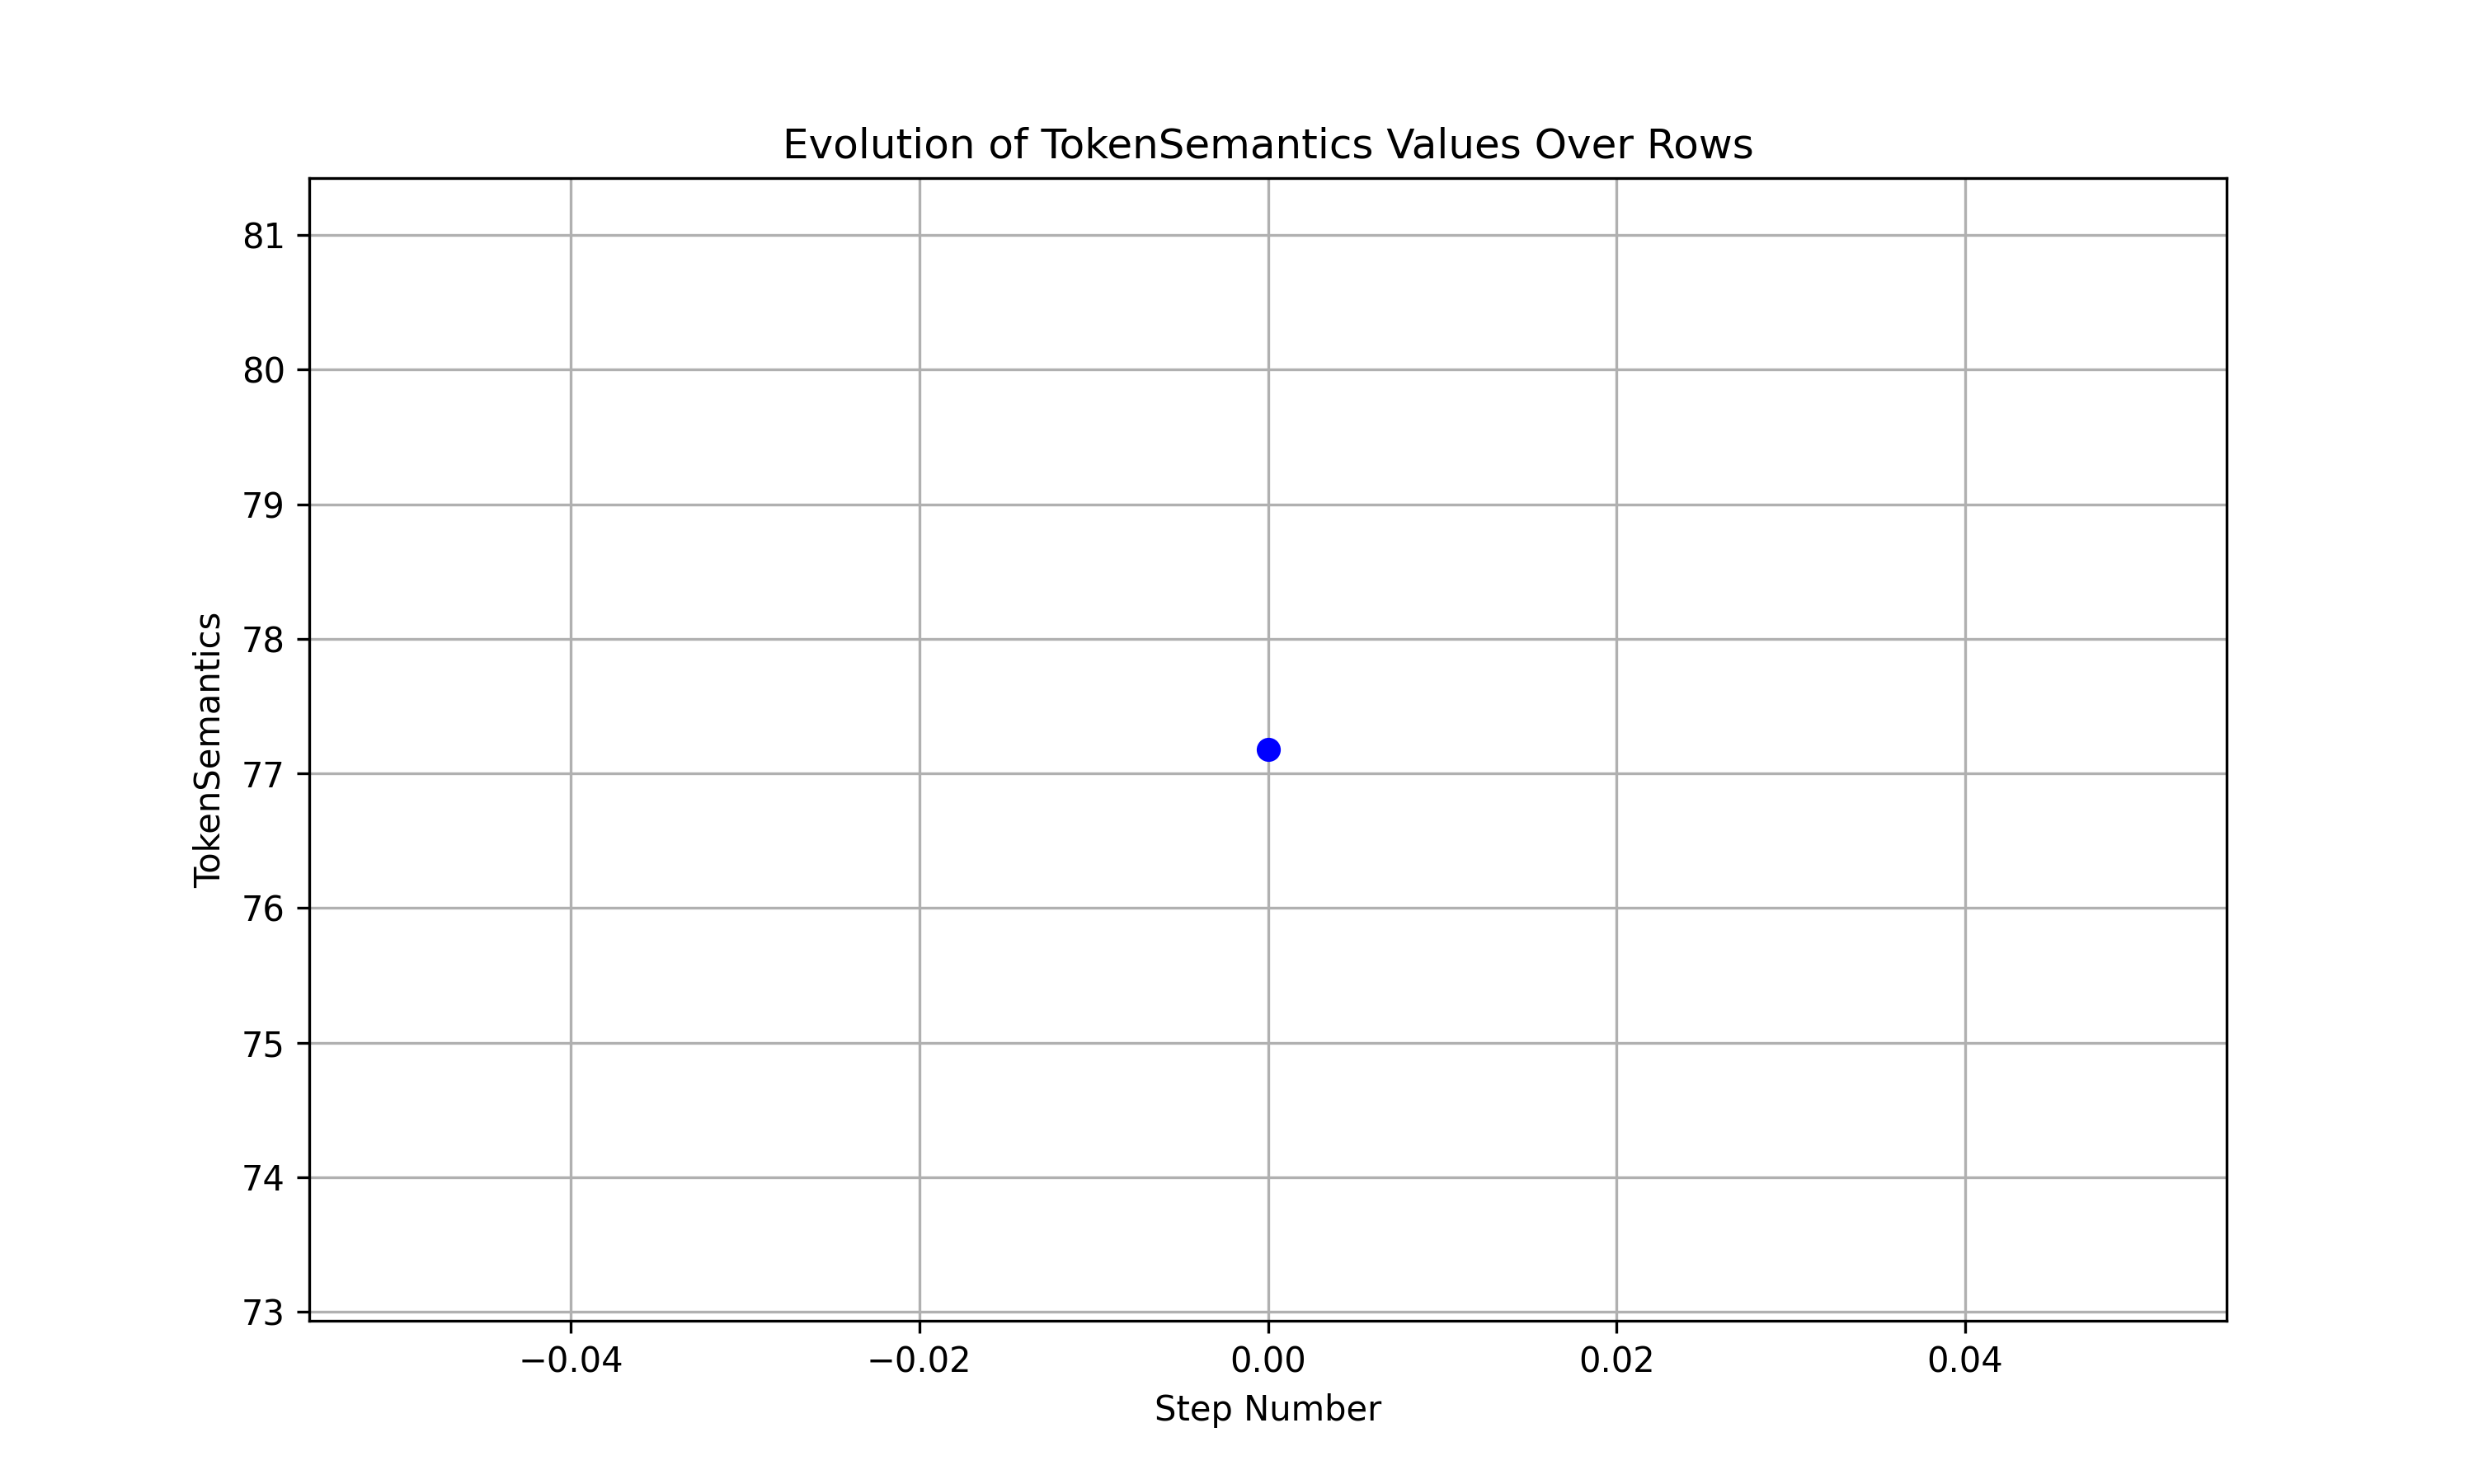 Evolution of TokenSemantics Values Over Rows
81
80
79
78
77
76
75
74
73
TokenSemantics
−0.04 −0.02 0.00 0.02 0.04
Step Number